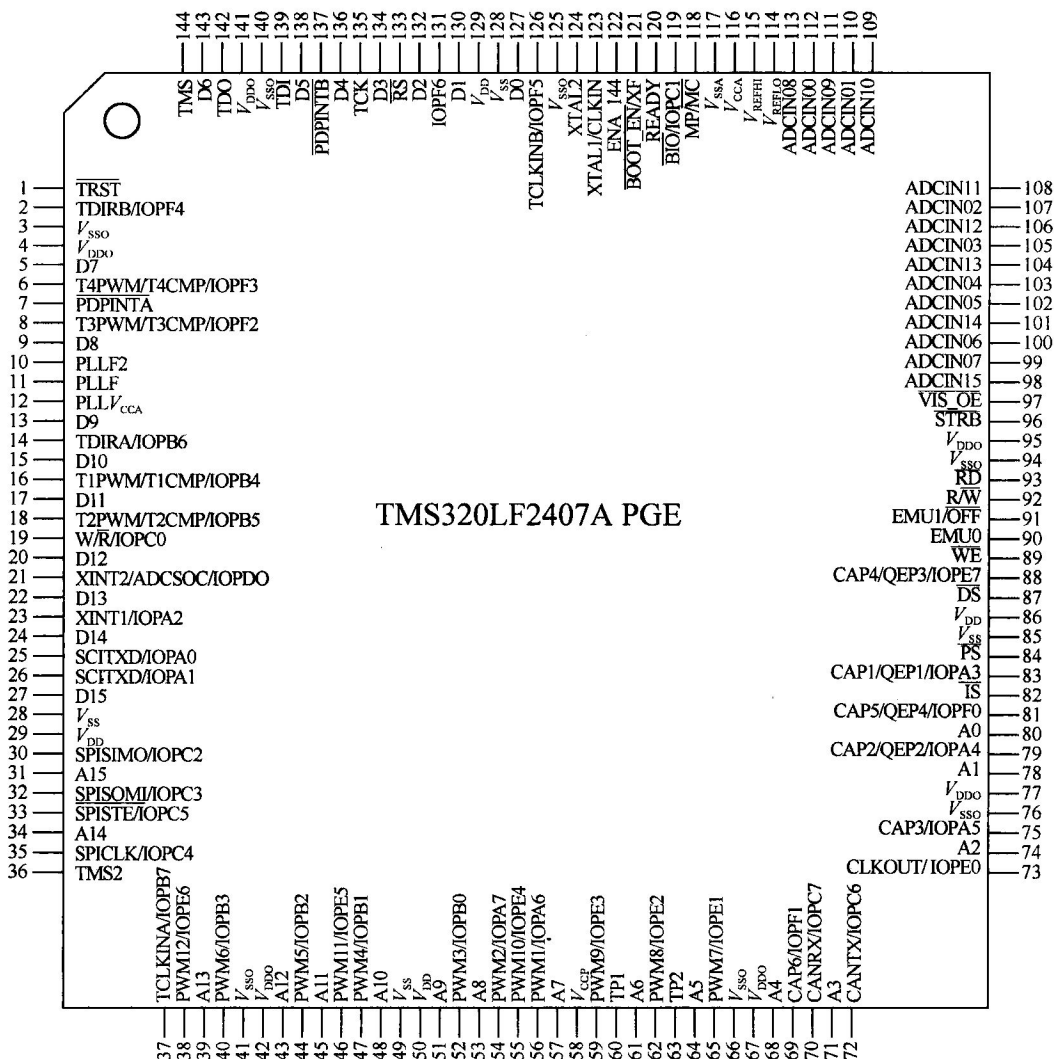 144 TMS
143 D6
142 TDO
141 VDDO
140 VSSO
139 TDI
138 D5
137 PDPINTB
136 D4
135 TCK
134 D3
133 RS
132 D2
131 IOPF6
130 D1
129 VDD
128 VSS
127 D0
126 TCLKINB/IOPF5
125 VSSO
124 XTAL2
123 XTAL1/CLKIN
122 ENA_144
121 BOOT_EN/XF
120 READY
119 BIO/IOPC1
118 MP/MC
117 VSSA
116 VCCA
115 VREFHI
114 VREFLO
113 ADCIN08
112 ADCIN00
111 ADCIN09
110 ADCIN01
109 ADCIN10
1 TRST
2 TDIRB/IOPF4
3 VSSO
4 VDDO
5 D7
6 T4PWM/T4CMP/IOPF3
7 PDPINTA
8 T3PWM/T3CMP/IOPF2
9 D8
10 PLLF2
11 PLLF
12 PLLVCCA
13 D9
14 TDIRA/IOPB6
15 D10
16 T1PWM/T1CMP/IOPB4
17 D11
18 T2PWM/T2CMP/IOPB5
19 W/R/IOPC0
20 D12
21 XINT2/ADCSOC/IOPDO
22 D13
23 XINT1/IOPA2
24 D14
25 SCITXD/IOPA0
26 SCITXD/IOPA1
27 D15
28 VSS
29 VDD
30 SPISIMO/IOPC2
31 A15
32 SPISOMI/IOPC3
33 SPISTE/IOPC5
34 A14
35 SPICLK/IOPC4
36 TMS2
TMS320LF2407A PGE
ADCIN11 108
ADCIN02 107
ADCIN12 106
ADCIN03 105
ADCIN13 104
ADCIN04 103
ADCIN05 102
ADCIN14 101
ADCIN06 100
ADCIN07 99
ADCIN15 98
VIS_OE 97
STRB 96
VDDO 95
VSSO 94
RD 93
R/W 92
EMU1/OFF 91
EMU0 90
WE 89
CAP4/QEP3/IOPE7 88
DS 87
VDD 86
VSS 85
PS 84
CAP1/QEP1/IOPA3 83
IS 82
CAP5/QEP4/IOPF0 81
A0 80
CAP2/QEP2/IOPA4 79
A1 78
VDDO 77
VSSO 76
CAP3/IOPA5 75
A2 74
CLKOUT/ IOPE0 73
TCLKINA/IOPB7 37
PWM12/IOPE6 38
A13 39
PWM6/IOPB3 40
VSSO 41
VDDO 42
A12 43
PWM5/IOPB2 44
A11 45
PWM11/IOPE5 46
PWM4/IOPB1 47
A10 48
VSS 49
VDD 50
A9 51
PWM3/IOPB0 52
A8 53
PWM2/IOPA7 54
PWM10/IOPE4 55
PWM1/IOPA6 56
A7 57
VCCP 58
PWM9/IOPE3 59
TP1 60
A6 61
PWM8/IOPE2 62
TP2 63
A5 64
PWM7/IOPE1 65
VSSO 66
VDDO 67
A4 68
CAP6/IOPF1 69
CANRX/IOPC7 70
A3 71
CANTX/IOPC6 72